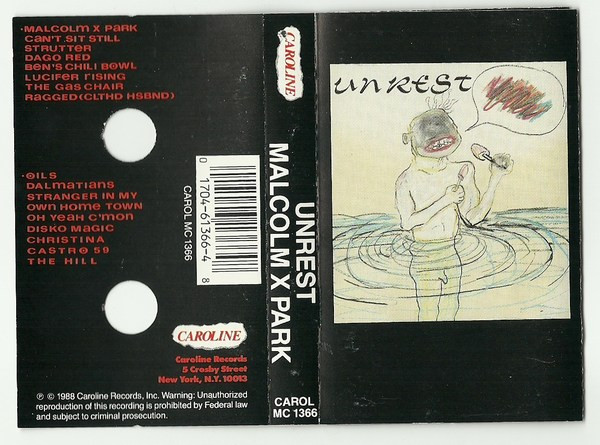 ·MALCOLM X PARK
CAN'T SIT STILL
STRUTTER
DAGO RED
BEN'S CHILI BOWL
LUCIFER RISING
THE GAS CHAIR
RAGGED (CLTHD HSBND)
·OILS
DALMATIANS
STRANGER IN MY
OWN HOME TOWN
OH YEAH C'MON
DISKO MAGIC
CHRISTINA
CASTRO 59
THE HILL
0 1704-61366-4 8
CAROL MC 1366
CAROLINE
Caroline Records
5 Crosby Street
New York, N.Y. 10013
℗ © 1988 Caroline Records, Inc. Warning: Unauthorized
reproduction of this recording is prohibited by Federal law
and subject to criminal prosecution.
CAROLINE
UNREST
MALCOLM X PARK
CAROL
MC 1366
UNREST